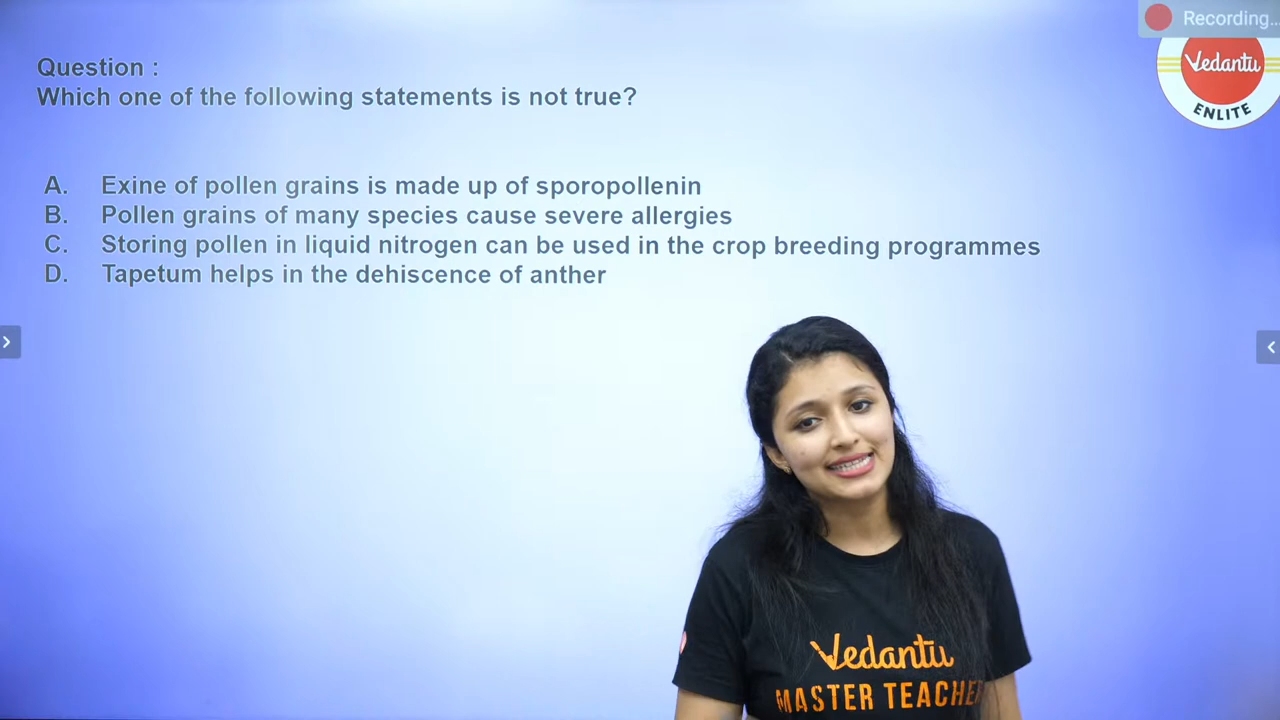 Recording...
Vedantu
ENLITE
Question :
Which one of the following statements is not true?
A. Exine of pollen grains is made up of sporopollenin
B. Pollen grains of many species cause severe allergies
C. Storing pollen in liquid nitrogen can be used in the crop breeding programmes
D. Tapetum helps in the dehiscence of anther
Vedantu
MASTER TEACHER